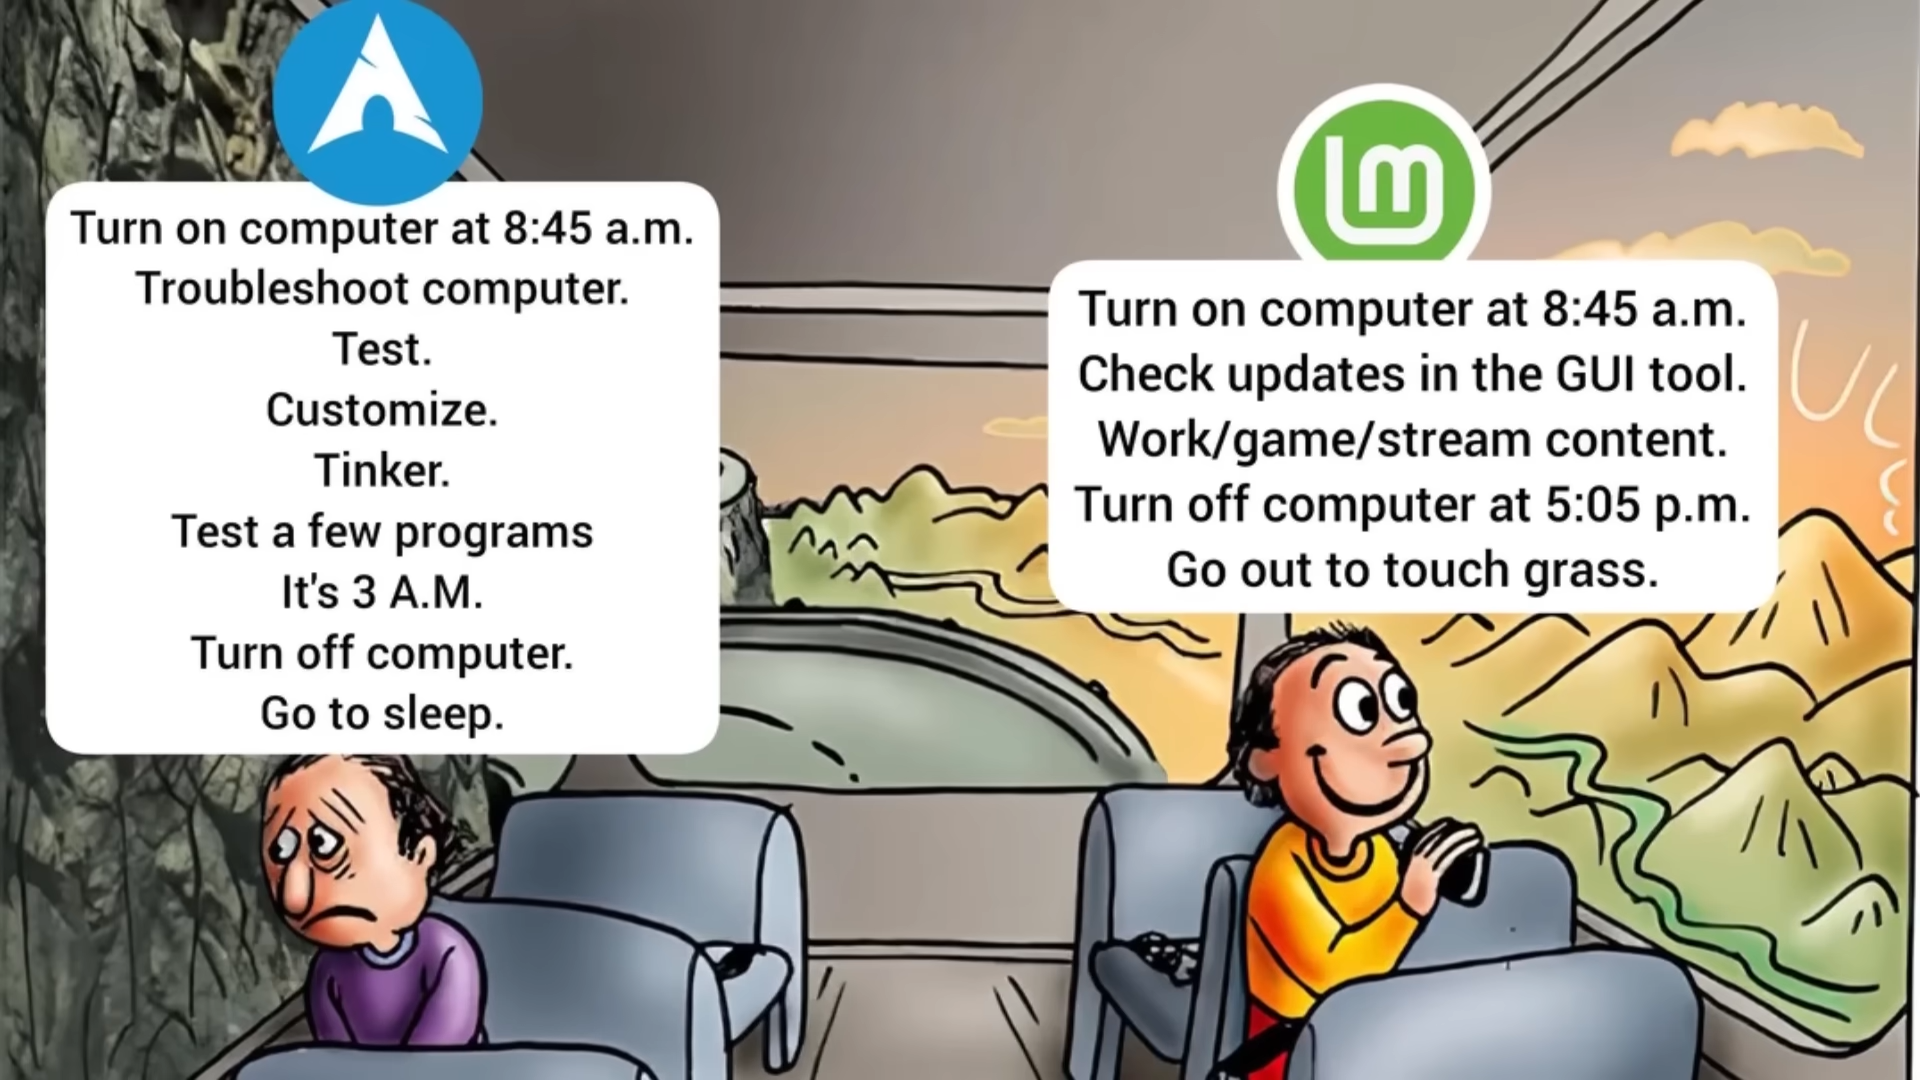 Turn on computer at 8:45 a.m.
Troubleshoot computer.
Test.
Customize.
Tinker.
Test a few programs
It's 3 A.M.
Turn off computer.
Go to sleep.
lm
Turn on computer at 8:45 a.m.
Check updates in the GUI tool.
Work/game/stream content.
Turn off computer at 5:05 p.m.
Go out to touch grass.